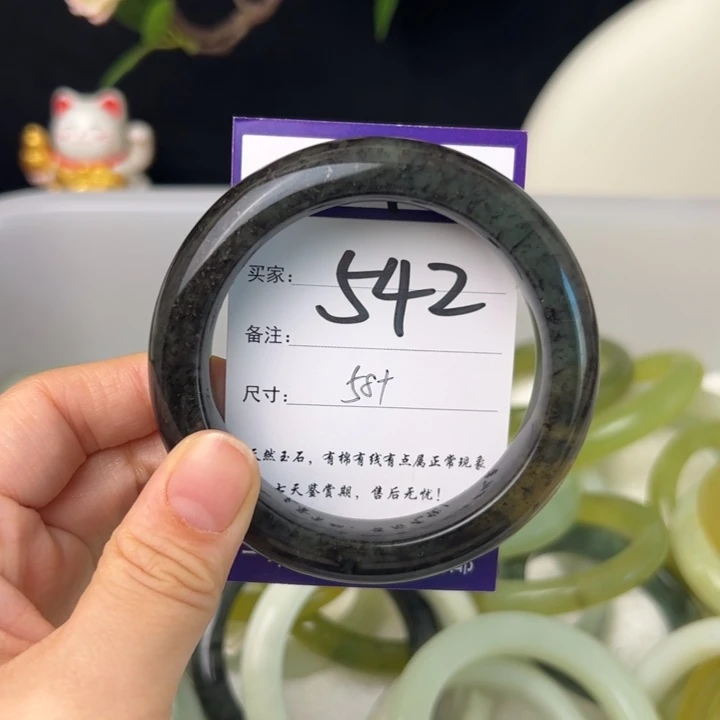 买家: 542
备注:
尺寸: 58+
天然玉石，有棉有线有点属正常现象
七天鉴赏期，售后无忧!